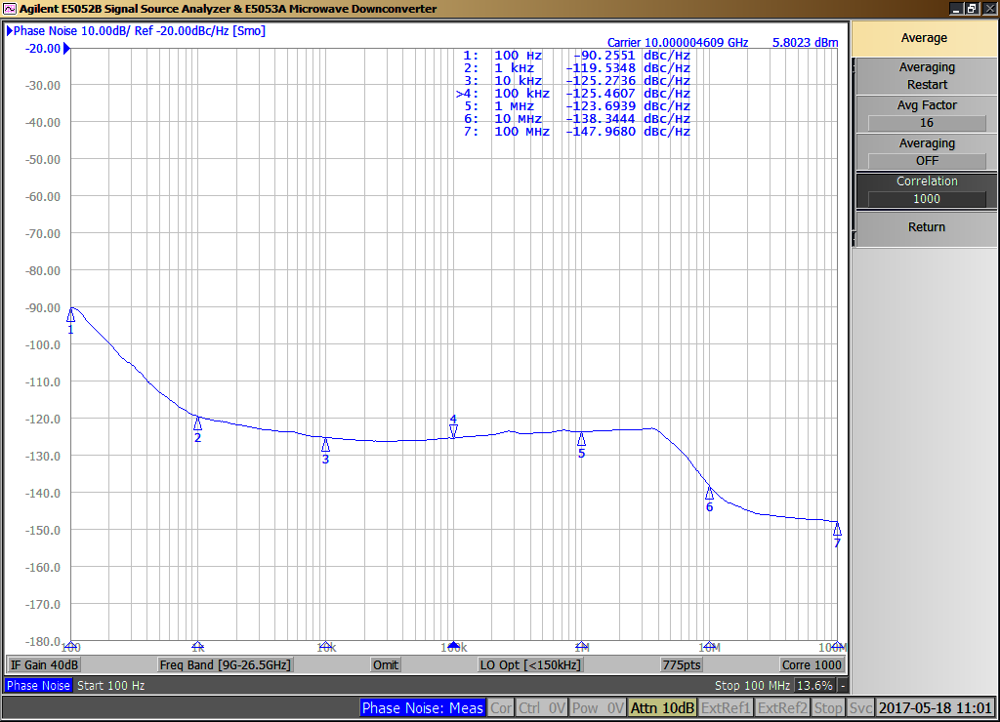 Agilent E5052B Signal Source Analyzer & E5053A Microwave Downconverter
Phase Noise 10.00dB/ Ref -20.00dBc/Hz [Smo]
Carrier 10.000004609 GHz 5.8023 dBm
1: 100 Hz -90.2551 dBc/Hz
2: 1 kHz -119.5348 dBc/Hz
3: 10 kHz -125.2736 dBc/Hz
>4: 100 kHz -125.4607 dBc/Hz
5: 1 MHz -123.6939 dBc/Hz
6: 10 MHz -138.3444 dBc/Hz
7: 100 MHz -147.9680 dBc/Hz
-20.00
-30.00
-40.00
-50.00
-60.00
-70.00
-80.00
-90.00
-100.0
-110.0
-120.0
-130.0
-140.0
-150.0
-160.0
-170.0
-180.0
1
2
3
4
5
6
7
100 1k 10k 100k 1M 10M 100M
IF Gain 40dB Freq Band [9G-26.5GHz] Omit LO Opt [<150kHz] 775pts Corre 1000
Phase Noise Start 100 Hz Stop 100 MHz 13.6% -
Phase Noise: Meas Cor Ctrl 0V Pow 0V Attn 10dB ExtRef1 ExtRef2 Stop Svc 2017-05-18 11:01
Average
Averaging
Restart
Avg Factor
16
Averaging
OFF
Correlation
1000
Return